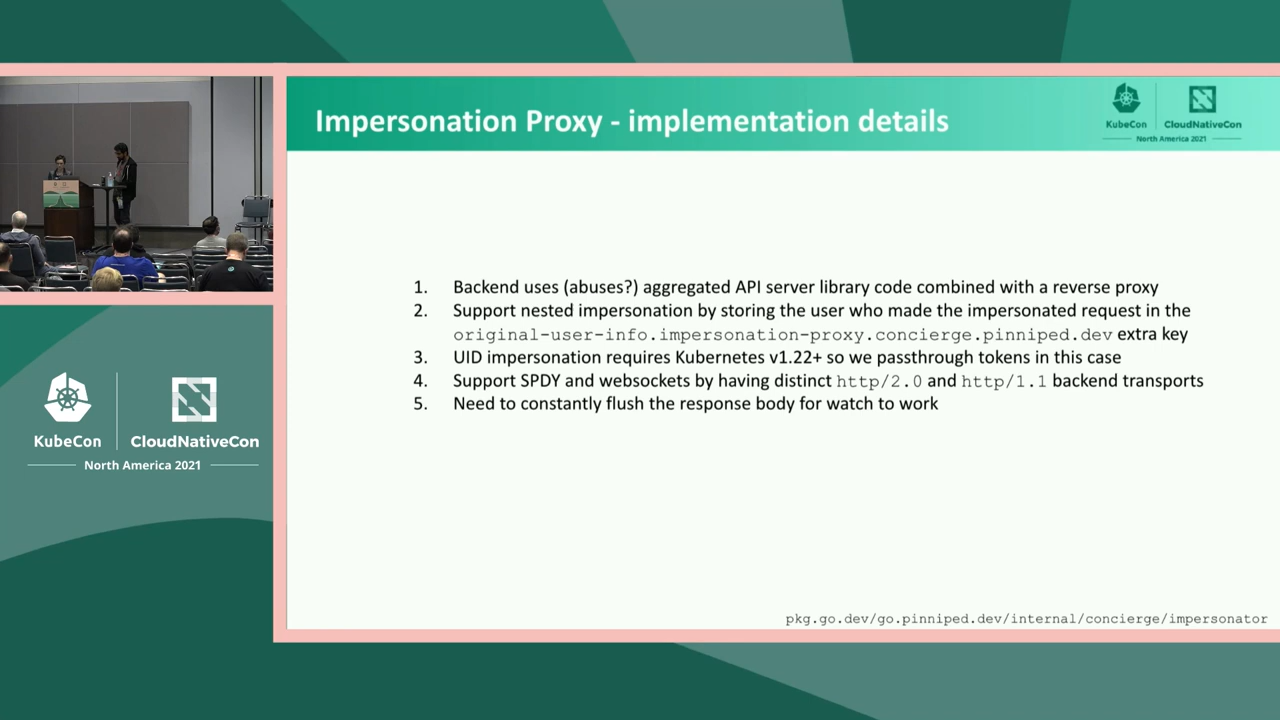 Impersonation Proxy - implementation details
KubeCon
CloudNativeCon
North America 2021
1. Backend uses (abuses?) aggregated API server library code combined with a reverse proxy
2. Support nested impersonation by storing the user who made the impersonated request in the
original-user-info.impersonation-proxy.concierge.pinniped.dev extra key
3. UID impersonation requires Kubernetes v1.22+ so we passthrough tokens in this case
4. Support SPDY and websockets by having distinct http/2.0 and http/1.1 backend transports
5. Need to constantly flush the response body for watch to work
KubeCon
CloudNativeCon
North America 2021
pkg.go.dev/go.pinniped.dev/internal/concierge/impersonator